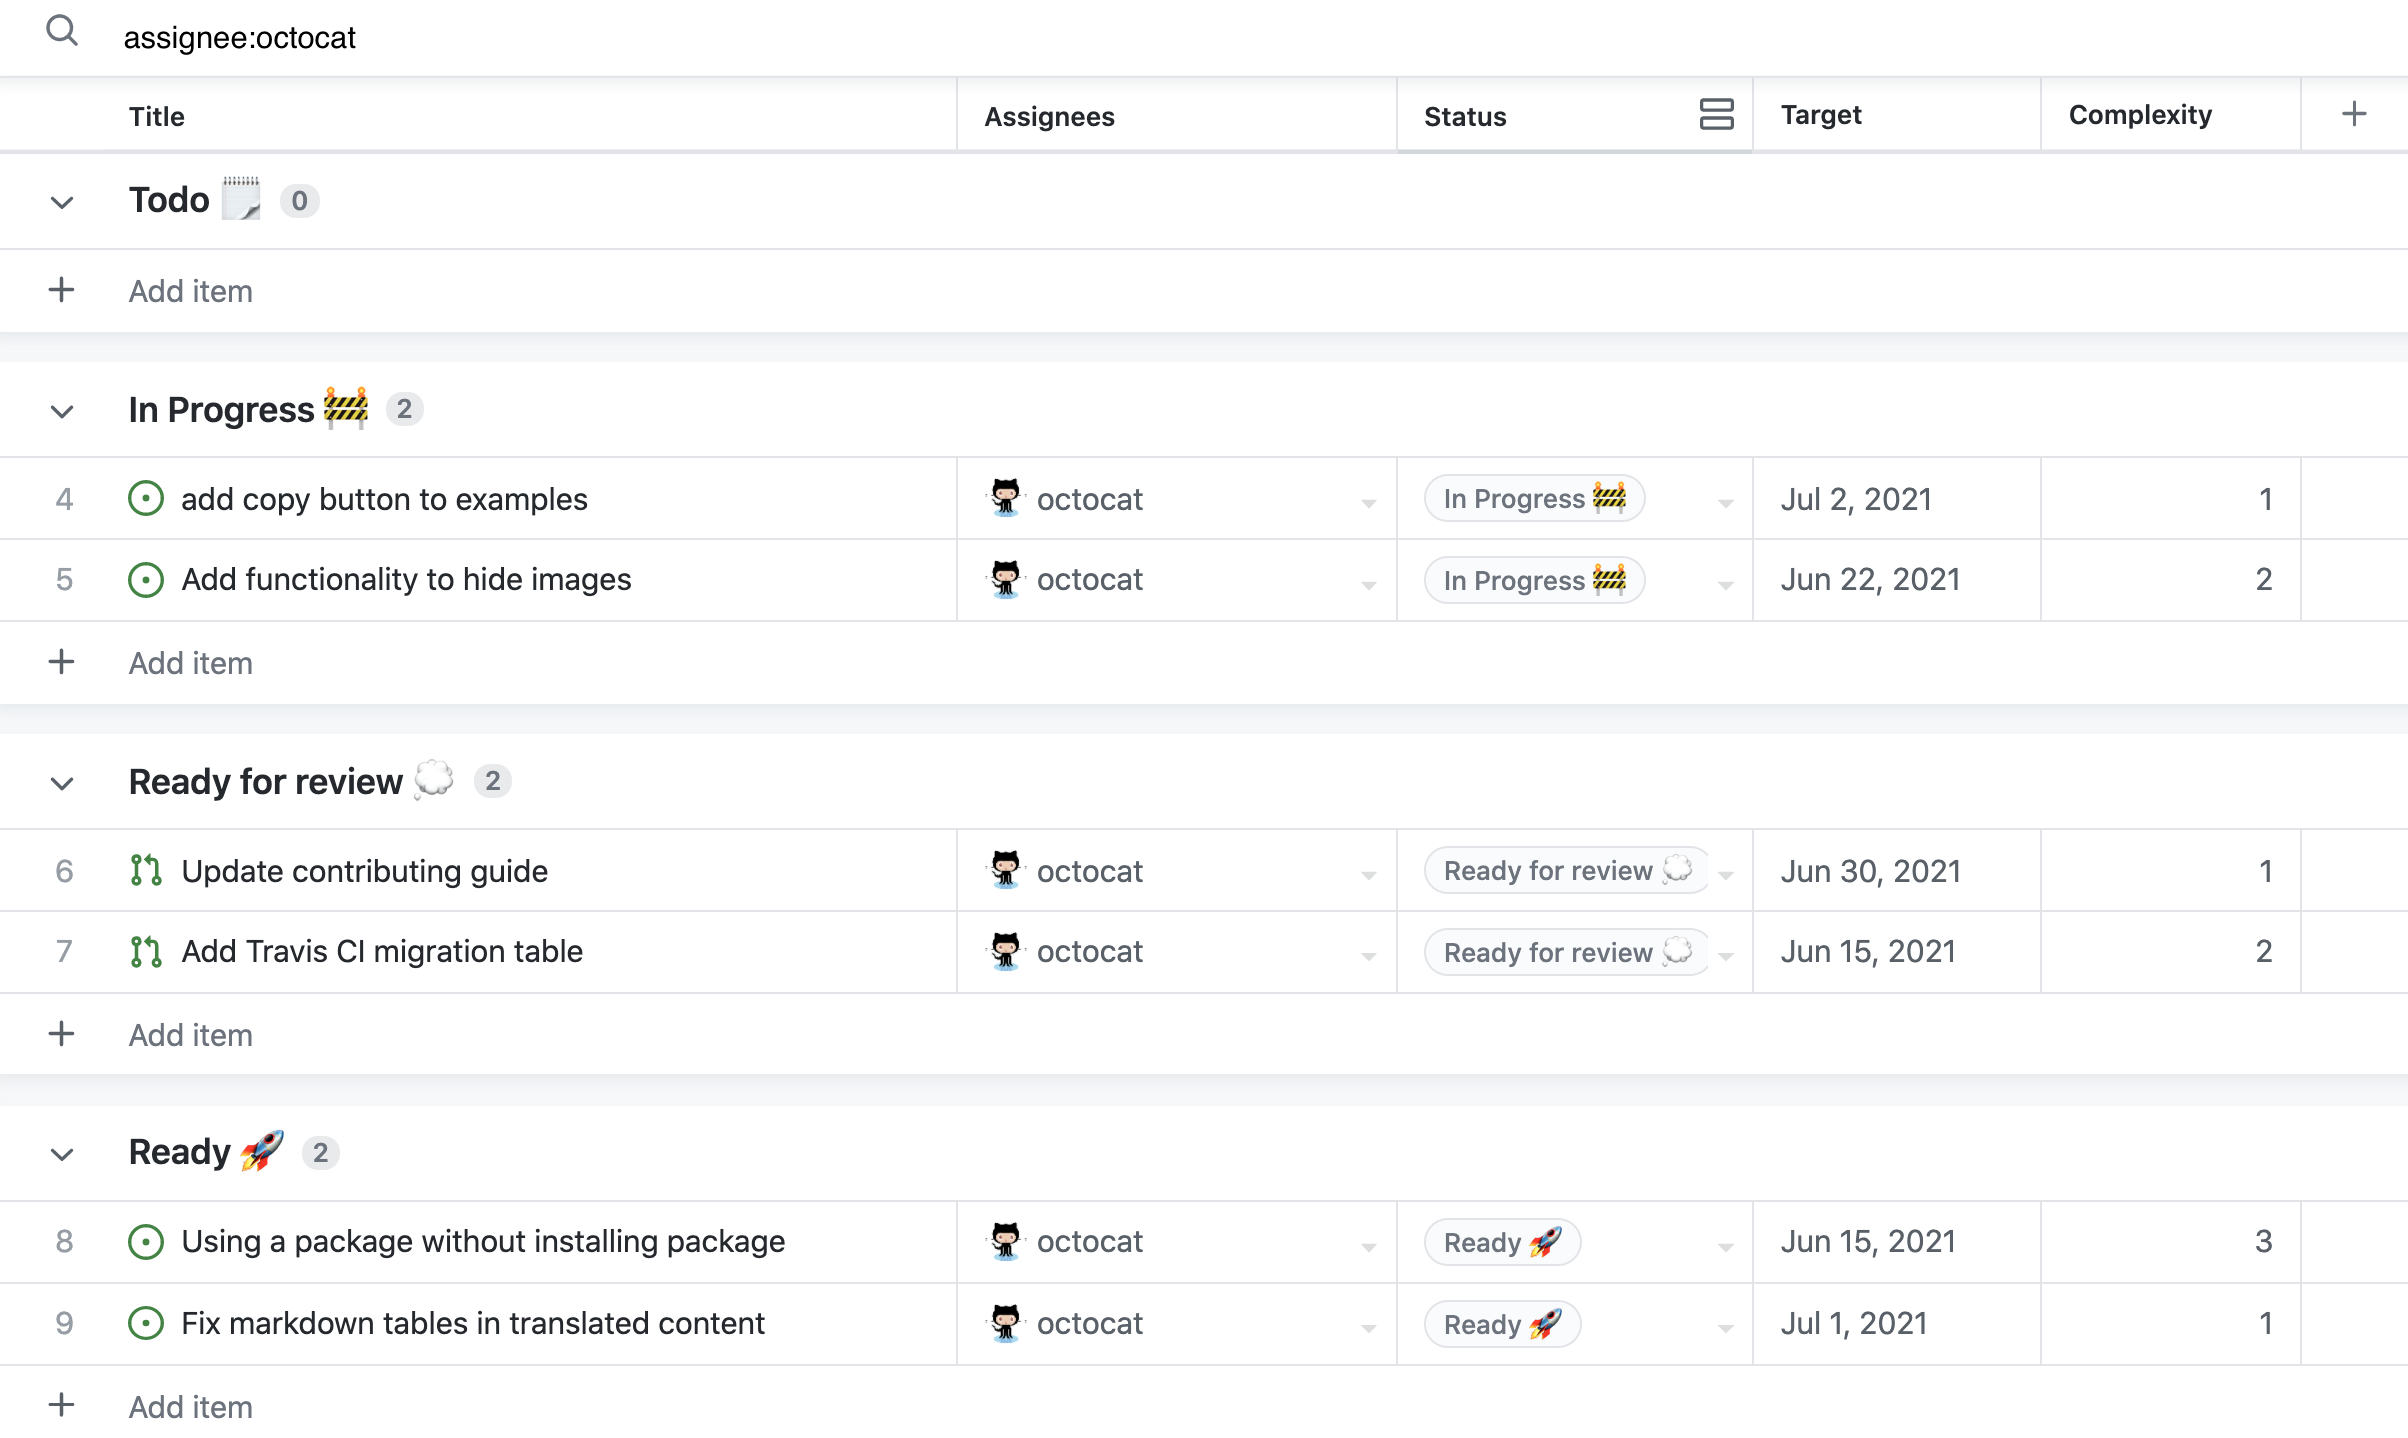 assignee:octocat
Title Assignees Status Target Complexity
Todo 🗒️ 0
Add item
In Progress 🚧 2
4 add copy button to examples octocat In Progress 🚧 Jul 2, 2021 1
5 Add functionality to hide images octocat In Progress 🚧 Jun 22, 2021 2
Add item
Ready for review 💭 2
6 Update contributing guide octocat Ready for review 💭 Jun 30, 2021 1
7 Add Travis CI migration table octocat Ready for review 💭 Jun 15, 2021 2
Add item
Ready 🚀 2
8 Using a package without installing package octocat Ready 🚀 Jun 15, 2021 3
9 Fix markdown tables in translated content octocat Ready 🚀 Jul 1, 2021 1
Add item